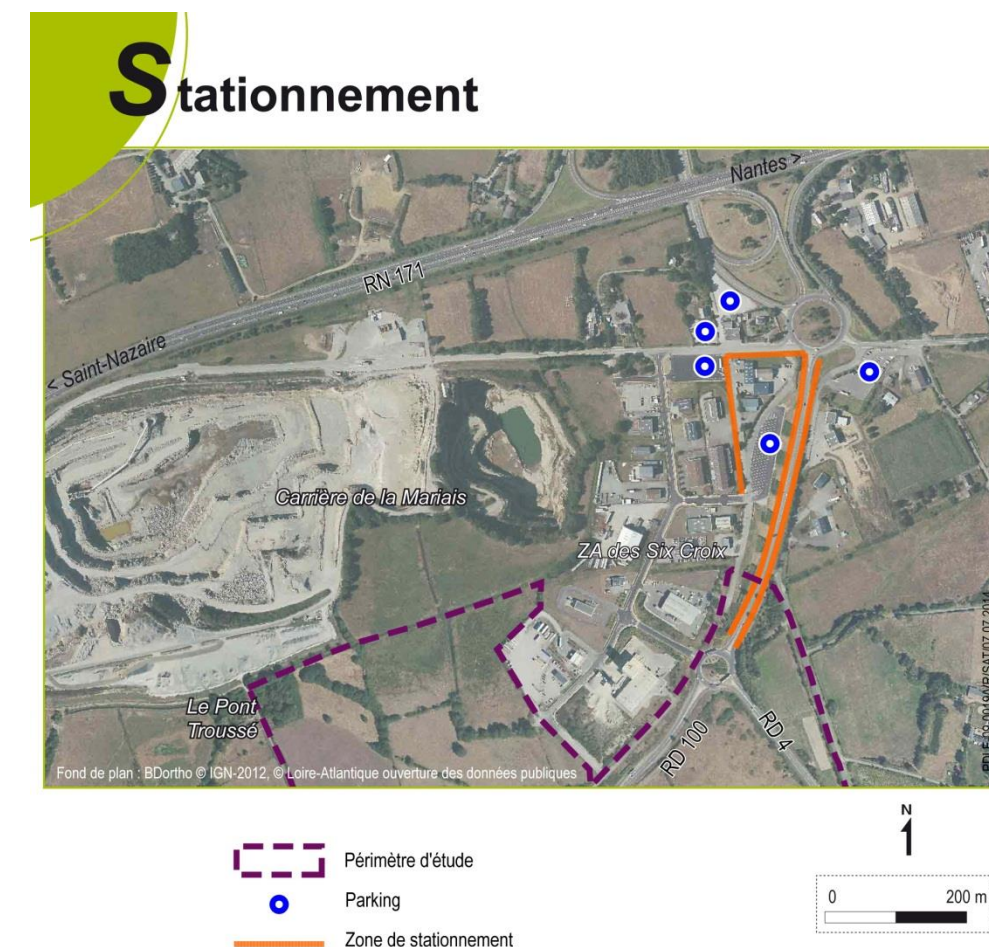 Stationnement
Nantes >
RN 171
< Saint-Nazaire
Carrière de la Mariais
ZA des Six Croix
Le Pont
Troussé
RD 100
RD 4
Fond de plan : BDortho © IGN-2012, © Loire-Atlantique ouverture des données publiques
N
Périmètre d'étude
Parking
Zone de stationnement
0 200 m